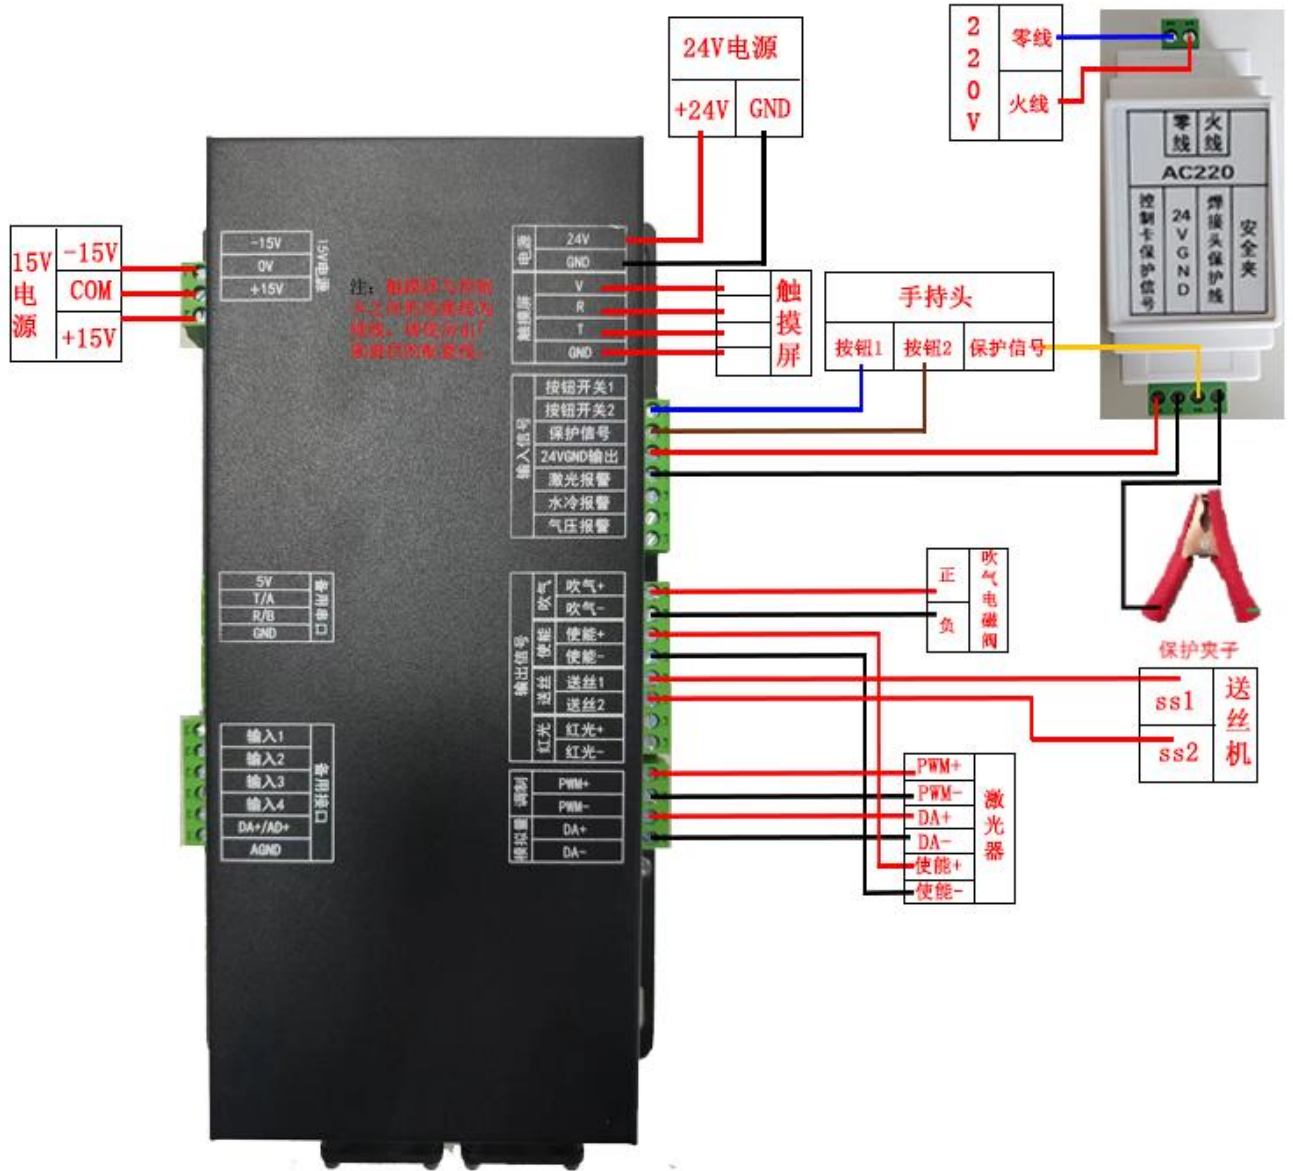 24V电源
+24V
GND
220V
零线
火线
零线
火线
AC220
控制卡保护信号
24VGND
焊接头保护线
安全夹
15V电源
-15V
COM
+15V
-15V
0V
+15V
15V电源
注:
电源
24V
GND
触摸屏
V
R
T
GND
触摸屏
手持头
按钮1
按钮2
保护信号
输入信号
按钮开关1
按钮开关2
保护信号
24VGND输出
激光报警
水冷报警
气压报警
保护夹子
5V
T/A
R/B
GND
备用串口
输出信号
吹气
吹气+
吹气-
使能
使能+
使能-
送丝
送丝1
送丝2
红光
红光+
红光-
正
负
吹气电磁阀
ss1
ss2
送丝机
输入1
输入2
输入3
输入4
DA+/AD+
AGND
备用接口
调制
PWM+
PWM-
模拟量
DA+
DA-
PWM+
PWM-
DA+
DA-
使能+
使能-
激光器